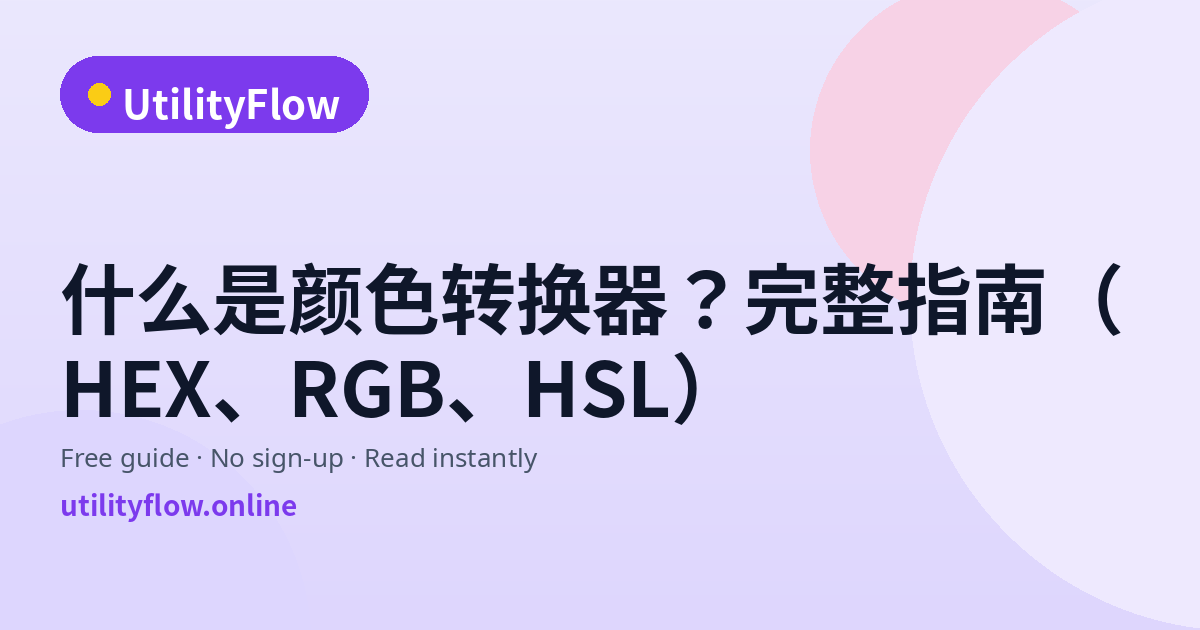 UtilityFlow
什么是颜色转换器？完整指南（
HEX、RGB、HSL）
Free guide · No sign-up · Read instantly
utilityflow.online